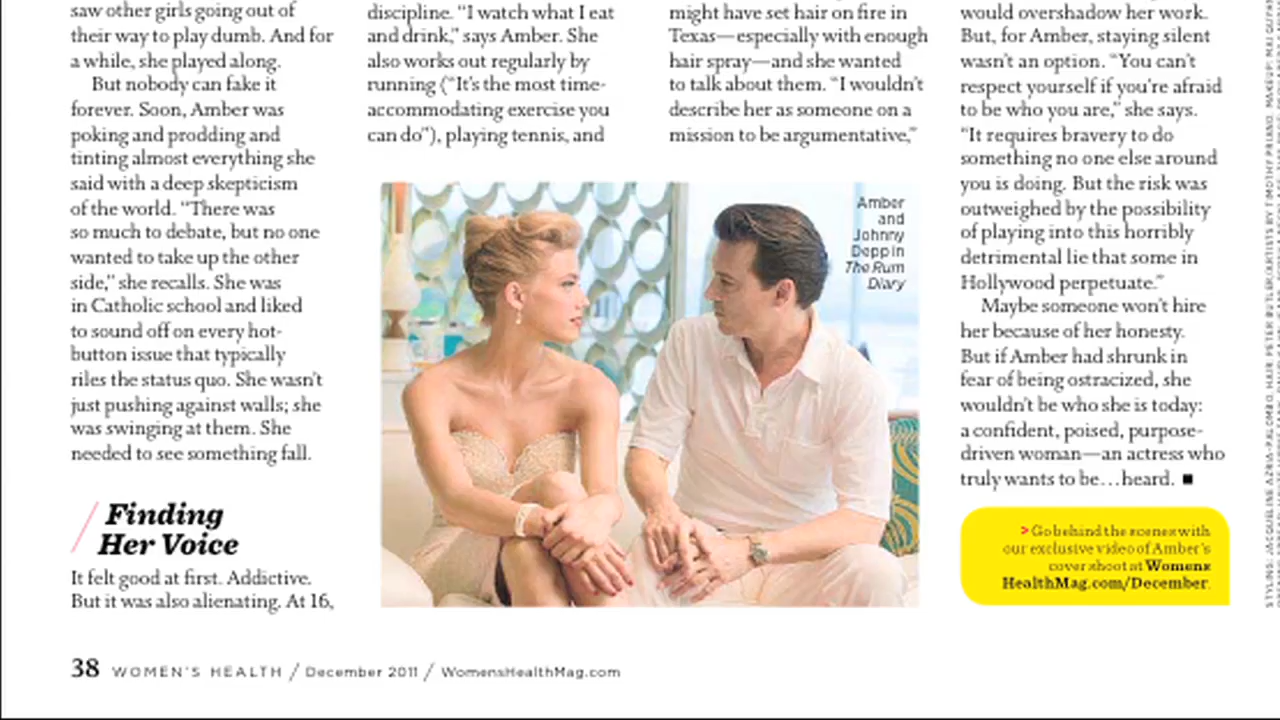 saw other girls going out of
their way to play dumb. And for
a while, she played along.
But nobody can fake it
forever. Soon, Amber was
poking and prodding and
tinting almost everything she
said with a deep skepticism
of the world. “There was
so much to debate, but no one
wanted to take up the other
side,” she recalls. She was
in Catholic school and liked
to sound off on every hot-
button issue that typically
riles the status quo. She wasn’t
just pushing against walls; she
was swinging at them. She
needed to see something fall.
Finding
Her Voice
It felt good at first. Addictive.
But it was also alienating. At 16,
discipline. “I watch what I eat
and drink,” says Amber. She
also works out regularly by
running (“It’s the most time-
accommodating exercise you
can do”), playing tennis, and
might have set hair on fire in
Texas—especially with enough
hair spray—and she wanted
to talk about them. “I wouldn’t
describe her as someone on a
mission to be argumentative,”
Amber
and
Johnny
Depp in
The Rum
Diary
would overshadow her work.
But, for Amber, staying silent
wasn’t an option. “You can’t
respect yourself if you’re afraid
to be who you are,” she says.
“It requires bravery to do
something no one else around
you is doing. But the risk was
outweighed by the possibility
of playing into this horribly
detrimental lie that some in
Hollywood perpetuate.”
Maybe someone won’t hire
her because of her honesty.
But if Amber had shrunk in
fear of being ostracized, she
wouldn’t be who she is today:
a confident, poised, purpose-
driven woman—an actress who
truly wants to be…heard. ■
> Go behind the scenes with
our exclusive video of Amber’s
cover shoot at Womens
HealthMag.com/December.
38 WOMEN’S HEALTH / December 2011 / WomensHealthMag.com